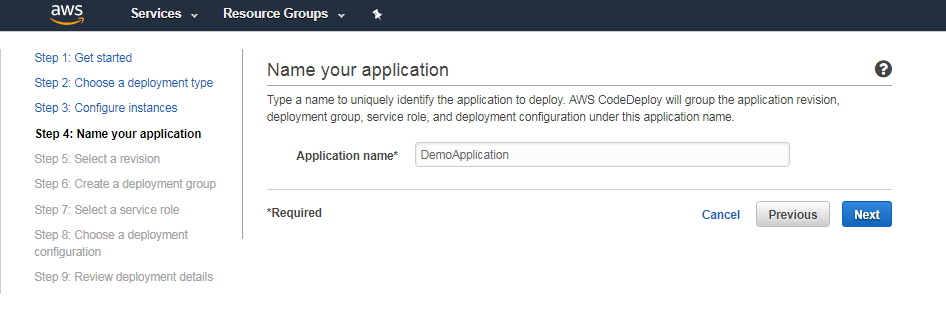 aws
Services
Resource Groups
Step 1: Get started
Step 2: Choose a deployment type
Step 3: Configure instances
Step 4: Name your application
Step 5: Select a revision
Step 6: Create a deployment group
Step 7: Select a service role
Step 8: Choose a deployment
configuration
Step 9: Review deployment details
Name your application
?
Type a name to uniquely identify the application to deploy. AWS CodeDeploy will group the application revision,
deployment group, service role, and deployment configuration under this application name.
Application name*
DemoApplication
*Required
Cancel
Previous
Next